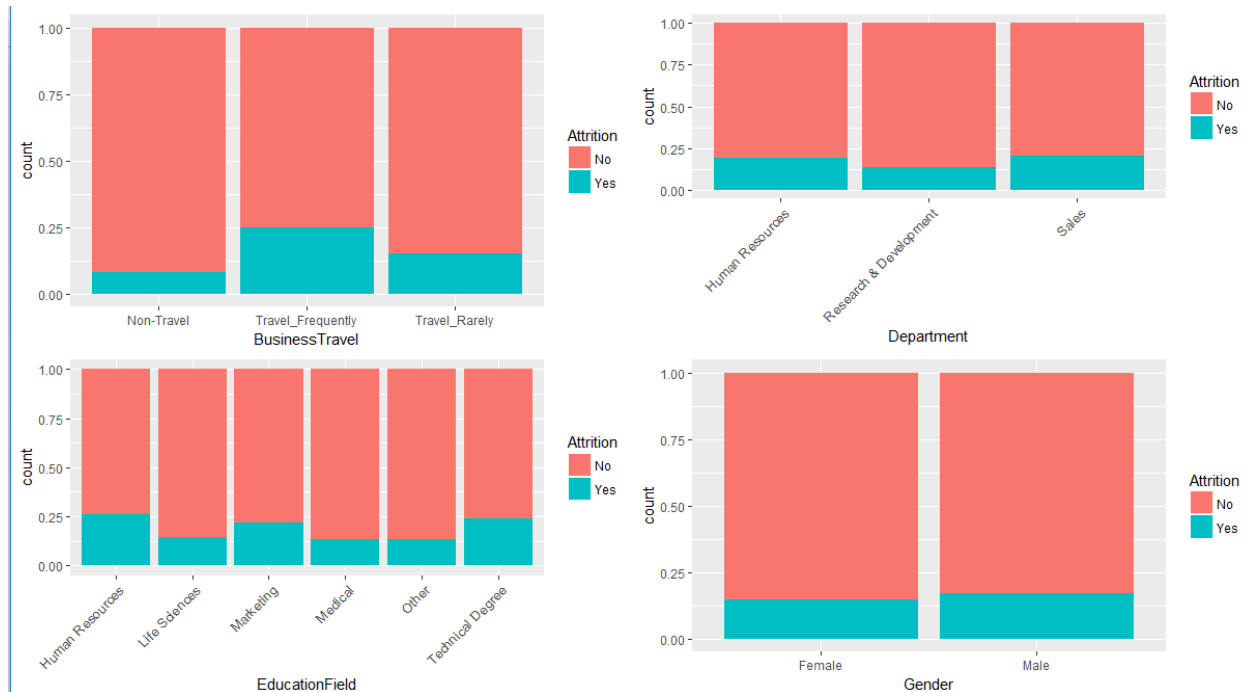 1.00
0.75
0.50
0.25
0.00
count
Non-Travel
Travel_Frequently
Travel_Rarely
BusinessTravel
Attrition
No
Yes
1.00
0.75
0.50
0.25
0.00
count
Human Resources
Research & Development
Sales
Department
Attrition
No
Yes
1.00
0.75
0.50
0.25
0.00
count
Human Resources
Life Sciences
Marketing
Medical
Other
Technical Degree
EducationField
Attrition
No
Yes
1.00
0.75
0.50
0.25
0.00
count
Female
Male
Gender
Attrition
No
Yes